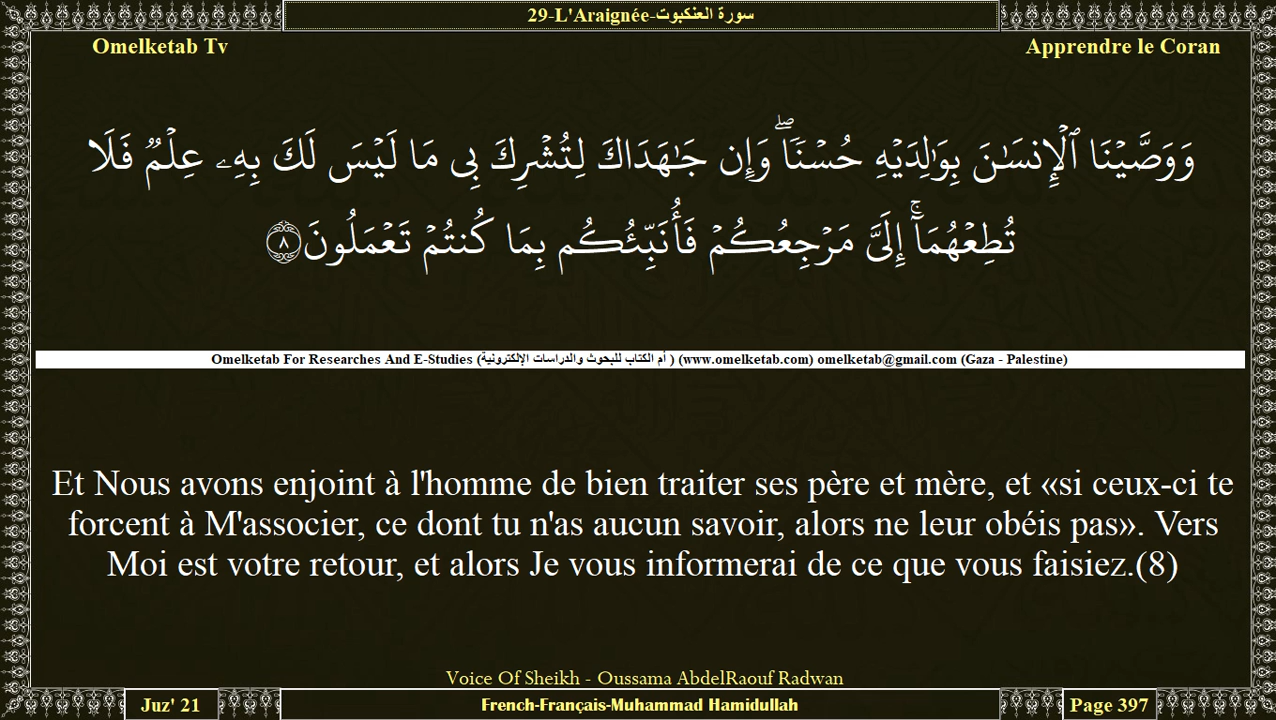 29-L'Araignée-سورة العنكبوت
Omelketab Tv
Apprendre le Coran
وَوَصَّيۡنَا ٱلۡإِنسَٰنَ بِوَٰلِدَيۡهِ حُسۡنٗاۖ وَإِن جَٰهَدَاكَ لِتُشۡرِكَ بِي مَا لَيۡسَ لَكَ بِهِۦ عِلۡمٞ فَلَا
تُطِعۡهُمَآۚ إِلَيَّ مَرۡجِعُكُمۡ فَأُنَبِّئُكُم بِمَا كُنتُمۡ تَعۡمَلُونَ ٨
Omelketab For Researches And E-Studies (أم الكتاب للبحوث والدراسات الإلكترونية ) (www.omelketab.com) omelketab@gmail.com (Gaza - Palestine)
Et Nous avons enjoint à l'homme de bien traiter ses père et mère, et «si ceux-ci te
forcent à M'associer, ce dont tu n'as aucun savoir, alors ne leur obéis pas». Vers
Moi est votre retour, et alors Je vous informerai de ce que vous faisiez.(8)
Voice Of Sheikh - Oussama AbdelRaouf Radwan
Juz' 21
French-Français-Muhammad Hamidullah
Page 397